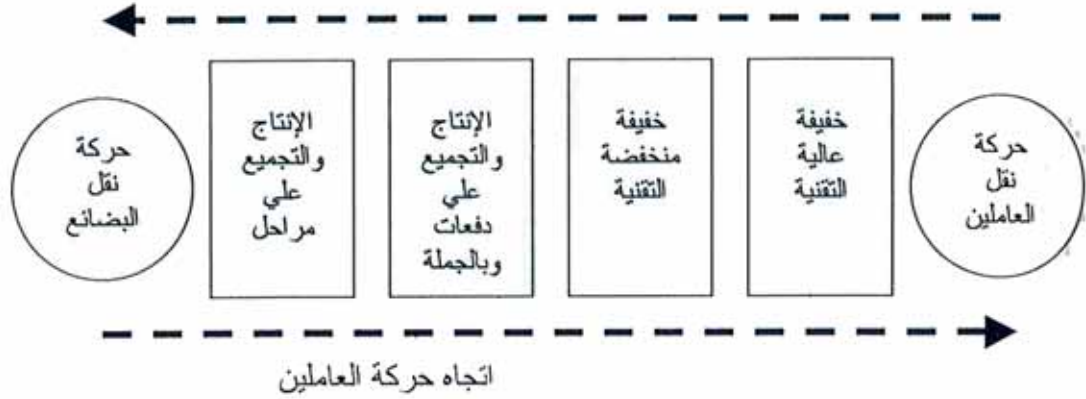 حركة
نقل
العاملين
خفيفة
عالية
التقنية
خفيفة
منخفضة
التقنية
الإنتاج
والتجميع
علي
دفعات
وبالجملة
الإنتاج
والتجميع
علي
مراحل
حركة
نقل
البضائع
اتجاه حركة العاملين